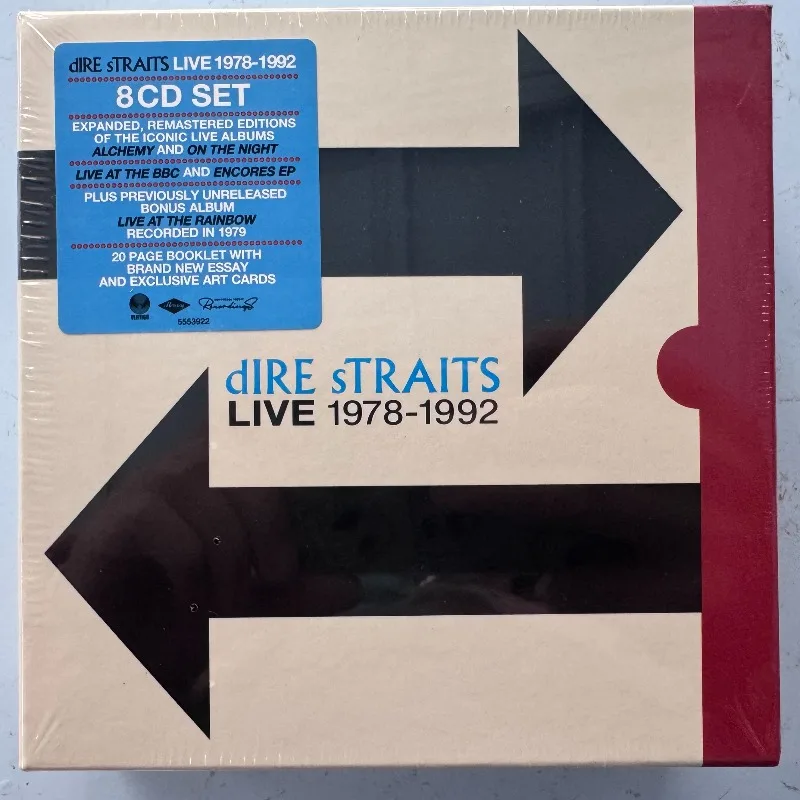 dIRE sTRAITS LIVE 1978-1992
8CD SET
EXPANDED, REMASTERED EDITIONS
OF THE ICONIC LIVE ALBUMS
ALCHEMY AND ON THE NIGHT
LIVE AT THE BBC AND ENCORES EP
PLUS PREVIOUSLY UNRELEASED
BONUS ALBUM
LIVE AT THE RAINBOW
RECORDED IN 1979
20 PAGE BOOKLET WITH
BRAND NEW ESSAY
AND EXCLUSIVE ART CARDS
5553922
dIRE sTRAITS
LIVE 1978-1992